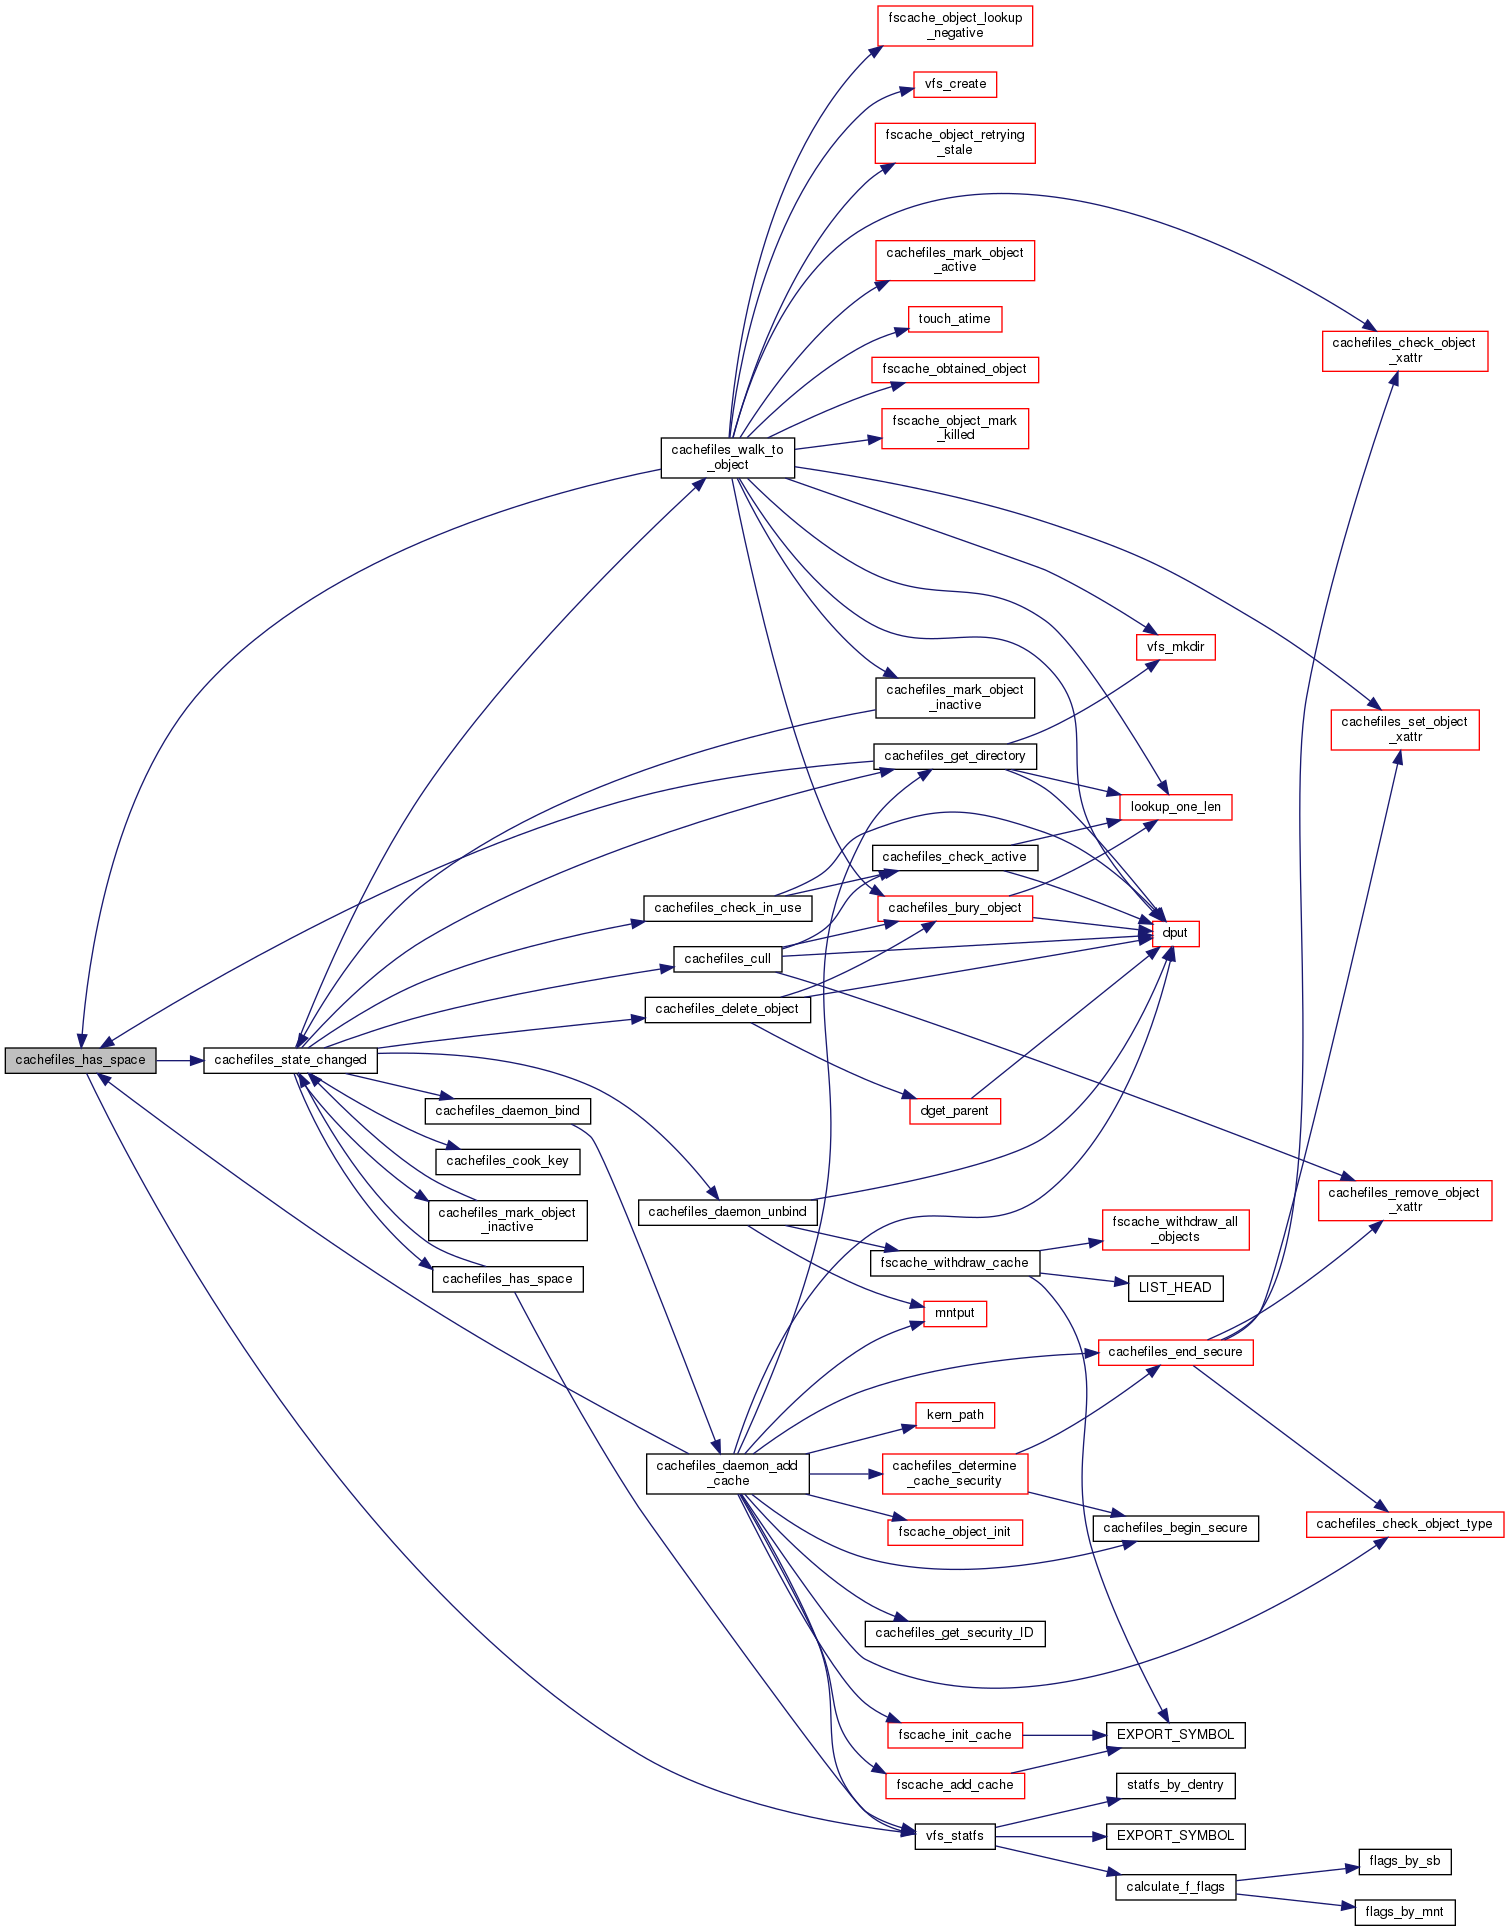 fscache_object_lookup
_negative
vfs_create
fscache_object_retrying
_stale
cachefiles_mark_object
_active
touch_atime
cachefiles_check_object
_xattr
fscache_obtained_object
fscache_object_mark
_killed
cachefiles_walk_to
_object
vfs_mkdir
cachefiles_mark_object
_inactive
cachefiles_set_object
_xattr
cachefiles_get_directory
lookup_one_len
cachefiles_check_active
cachefiles_check_in_use
cachefiles_bury_object
dput
cachefiles_cull
cachefiles_delete_object
cachefiles_has_space
cachefiles_state_changed
cachefiles_daemon_bind
dget_parent
cachefiles_cook_key
cachefiles_mark_object
_inactive
cachefiles_daemon_unbind
cachefiles_remove_object
_xattr
fscache_withdraw_all
_objects
fscache_withdraw_cache
cachefiles_has_space
LIST_HEAD
mntput
cachefiles_end_secure
kern_path
cachefiles_daemon_add
_cache
cachefiles_determine
_cache_security
fscache_object_init
cachefiles_begin_secure
cachefiles_check_object_type
cachefiles_get_security_ID
fscache_init_cache
EXPORT_SYMBOL
fscache_add_cache
statfs_by_dentry
vfs_statfs
EXPORT_SYMBOL
flags_by_sb
calculate_f_flags
flags_by_mnt